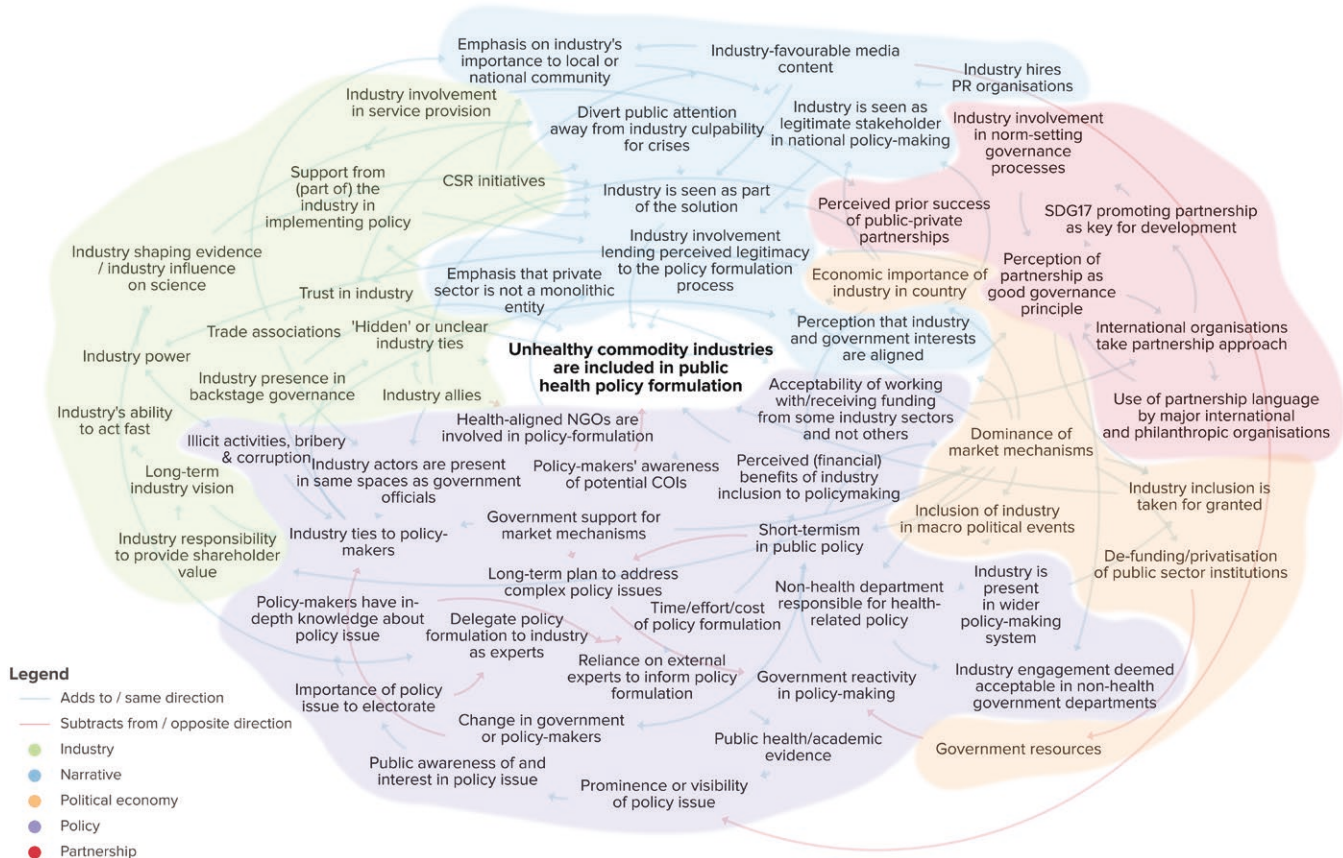 Emphasis on industry's
importance to local or
national community
Industry-favourable media
content
Industry hires
PR organisations
Industry involvement
in service provision
Divert public attention
away from industry culpability
for crises
Industry is seen as
legitimate stakeholder
in national policy-making
Industry involvement
in norm-setting
governance
processes
Support from
(part of) the
industry in
implementing policy
CSR initiatives
Industry is seen as part
of the solution
Perceived prior success
of public-private
partnerships
SDG17 promoting partnership
as key for development
Industry shaping evidence
/ industry influence
on science
Industry involvement
lending perceived legitimacy
to the policy formulation
process
Emphasis that private
sector is not a monolithic
entity
Economic importance of
industry in country
Perception of
partnership as
good governance
principle
Trust in industry
Trade associations
'Hidden' or unclear
industry ties
Perception that industry
and government interests
are aligned
International organisations
take partnership approach
Industry power
Unhealthy commodity industries
are included in public
health policy formulation
Industry presence in
backstage governance
Industry allies
Acceptability of working
with/receiving funding
from some industry sectors
and not others
Use of partnership language
by major international
and philanthropic organisations
Industry's ability
to act fast
Health-aligned NGOs are
involved in policy-formulation
Illicit activities, bribery
& corruption
Dominance of
market mechanisms
Industry actors are present
in same spaces as government
officials
Policy-makers' awareness
of potential COIs
Perceived (financial)
benefits of industry
inclusion to policymaking
Long-term
industry vision
Industry inclusion is
taken for granted
Industry responsibility
to provide shareholder
value
Industry ties to policy-
makers
Government support for
market mechanisms
Short-termism
in public policy
Inclusion of industry
in macro political events
De-funding/privatisation
of public sector institutions
Long-term plan to address
complex policy issues
Non-health department
responsible for health-
related policy
Industry is
present
in wider
policy-making
system
Policy-makers have in-
depth knowledge about
policy issue
Delegate policy
formulation to industry
as experts
Time/effort/cost
of policy formulation
Reliance on external
experts to inform policy
formulation
Government reactivity
in policy-making
Industry engagement deemed
acceptable in non-health
government departments
Importance of policy
issue to electorate
Change in government
or policy-makers
Public health/academic
evidence
Government resources
Public awareness of and
interest in policy issue
Prominence or visibility
of policy issue
Legend
Adds to / same direction
Subtracts from / opposite direction
Industry
Narrative
Political economy
Policy
Partnership